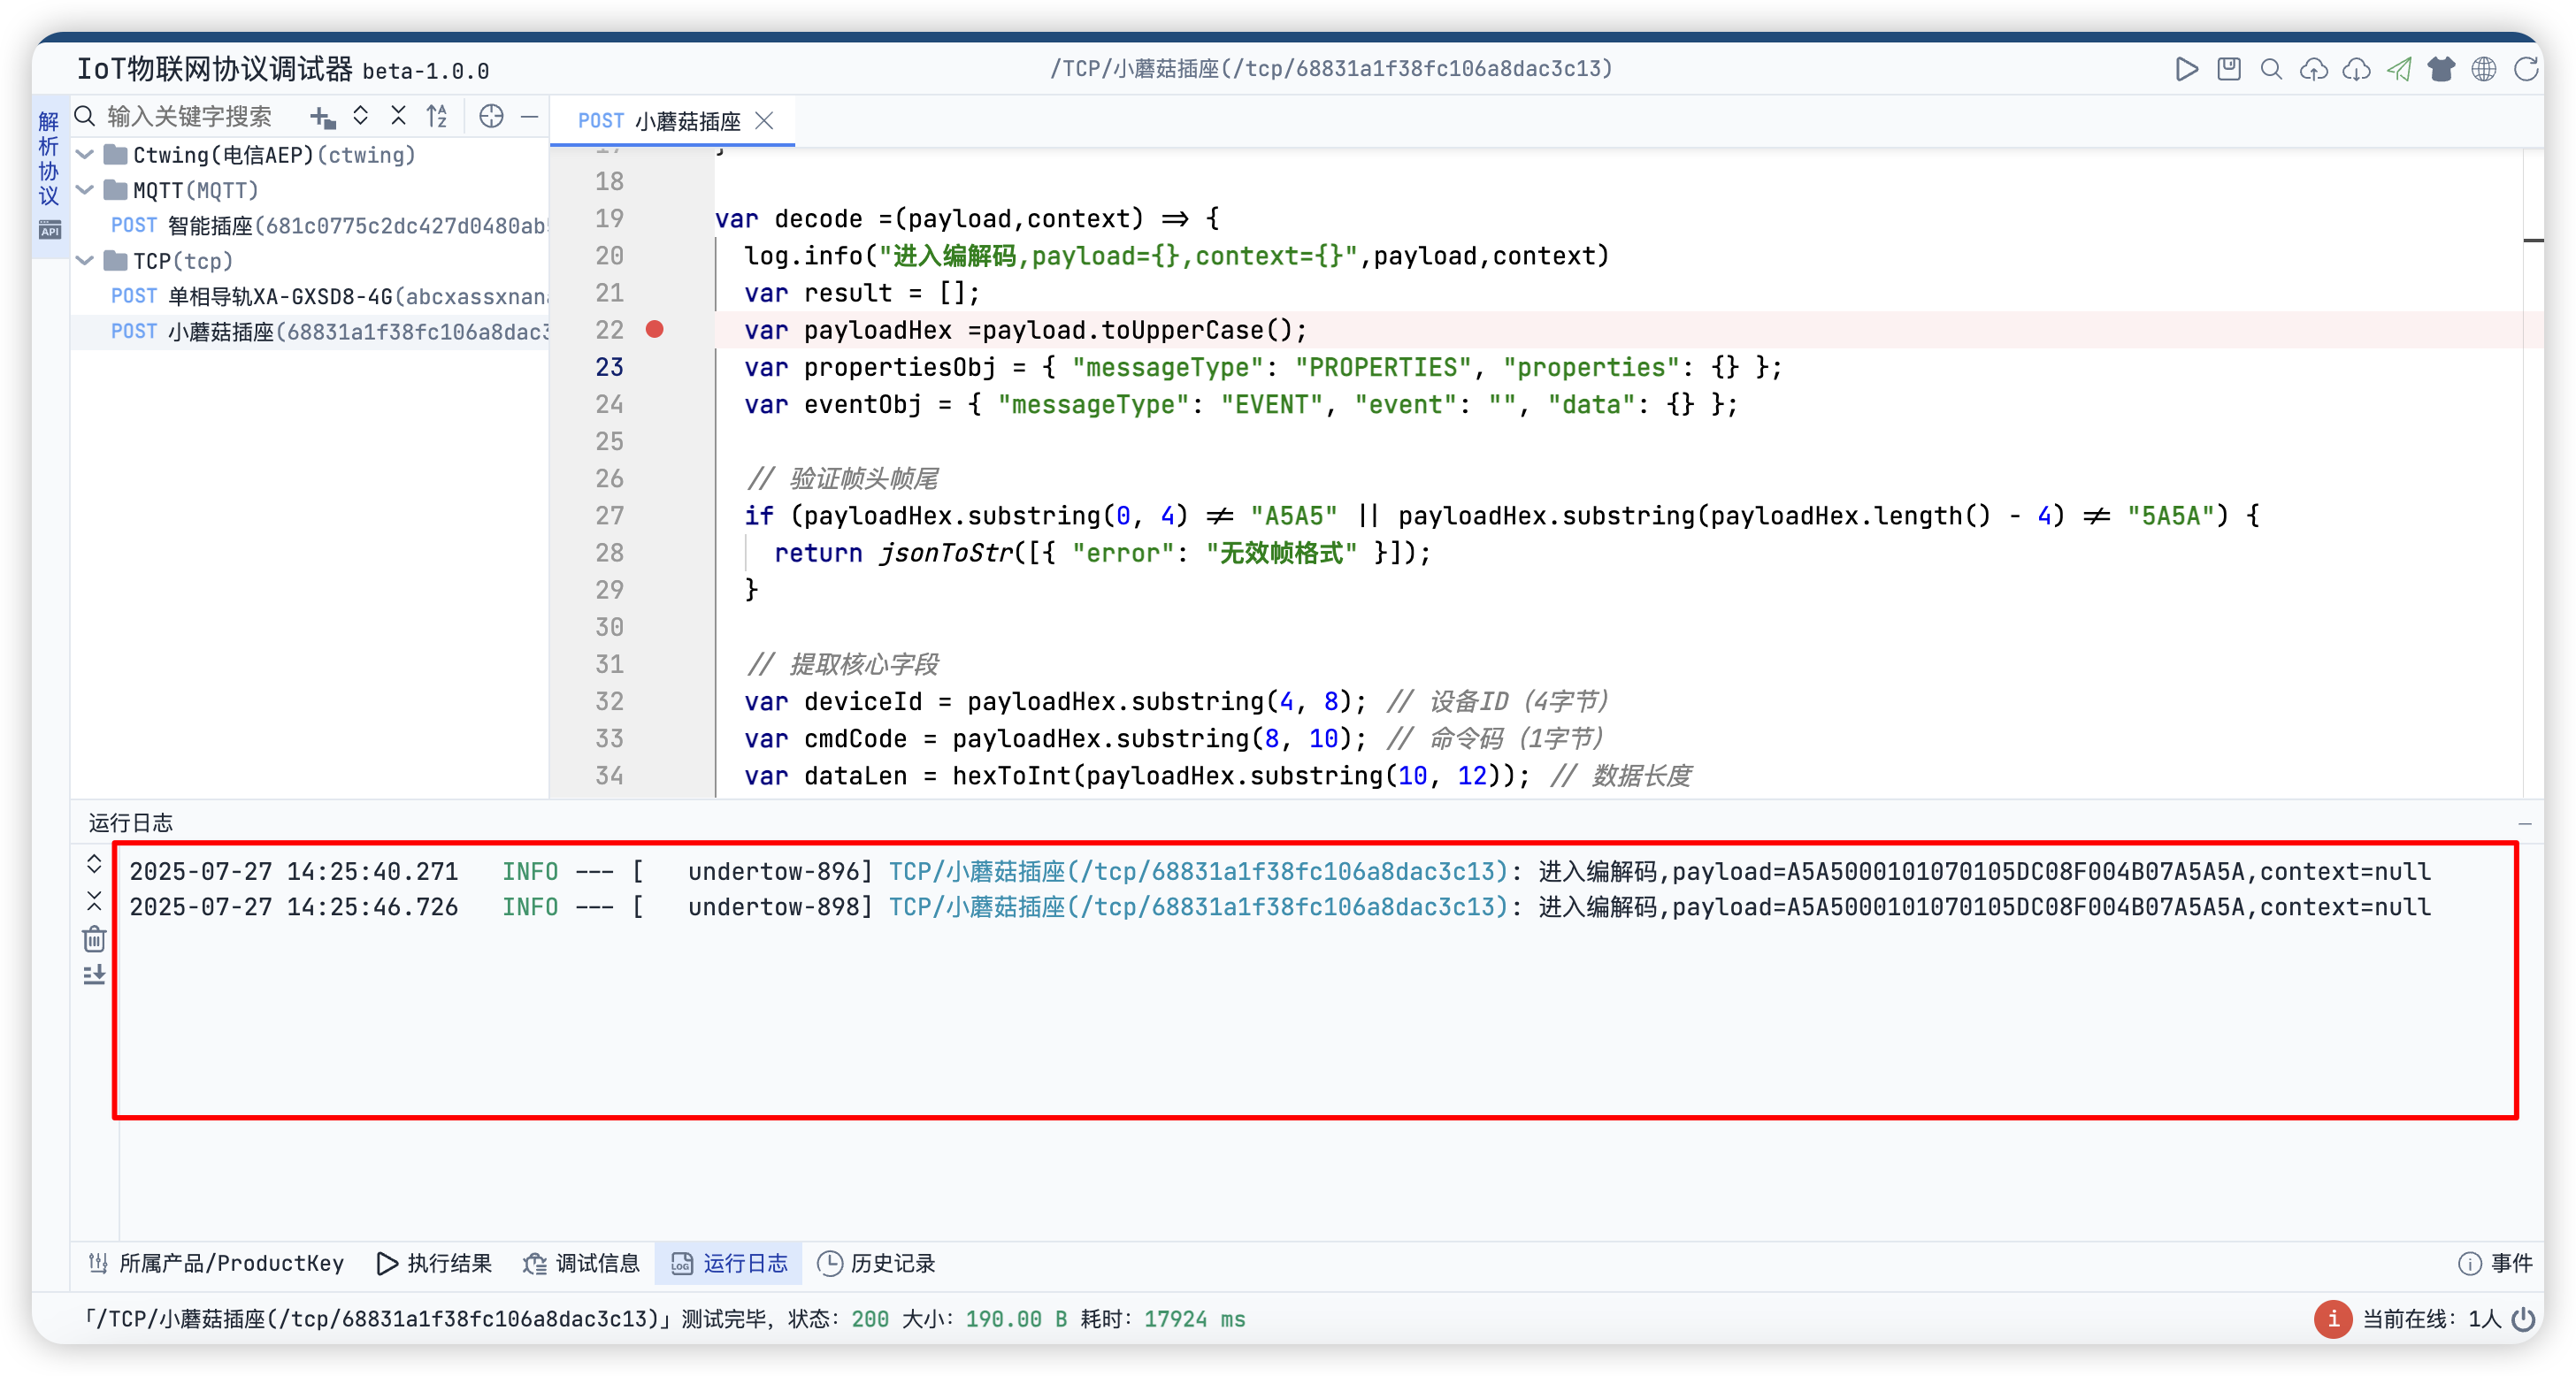 IoT物联网协议调试器 beta-1.0.0
/TCP/小蘑菇插座(/tcp/68831a1f38fc106a8dac3c13)
解析协议
API
输入关键字搜索
Ctwing(电信AEP)(ctwing)
MQTT(MQTT)
POST 智能插座(681c0775c2dc427d0480ab
TCP(tcp)
POST 单相导轨XA-GXSD8-4G(abcxassxnan
POST 小蘑菇插座(68831a1f38fc106a8dac3
POST 小蘑菇插座
18
19 var decode =(payload,context) => {
20 log.info("进入编解码,payload={},context={}",payload,context)
21 var result = [];
22 var payloadHex =payload.toUpperCase();
23 var propertiesObj = { "messageType": "PROPERTIES", "properties": {} };
24 var eventObj = { "messageType": "EVENT", "event": "", "data": {} };
25
26 // 验证帧头帧尾
27 if (payloadHex.substring(0, 4) != "A5A5" || payloadHex.substring(payloadHex.length() - 4) != "5A5A") {
28 return jsonToStr([{ "error": "无效帧格式" }]);
29 }
30
31 // 提取核心字段
32 var deviceId = payloadHex.substring(4, 8); // 设备ID（4字节）
33 var cmdCode = payloadHex.substring(8, 10); // 命令码（1字节）
34 var dataLen = hexToInt(payloadHex.substring(10, 12)); // 数据长度
运行日志
2025-07-27 14:25:40.271 INFO --- [ undertow-896] TCP/小蘑菇插座(/tcp/68831a1f38fc106a8dac3c13): 进入编解码,payload=A5A5000101070105DC08F004B07A5A5A,context=null
2025-07-27 14:25:46.726 INFO --- [ undertow-898] TCP/小蘑菇插座(/tcp/68831a1f38fc106a8dac3c13): 进入编解码,payload=A5A5000101070105DC08F004B07A5A5A,context=null
所属产品/ProductKey 执行结果 调试信息 LOG 运行日志 历史记录 事件
「/TCP/小蘑菇插座(/tcp/68831a1f38fc106a8dac3c13)」测试完毕，状态：200 大小：190.00 B 耗时：17924 ms
当前在线：1人